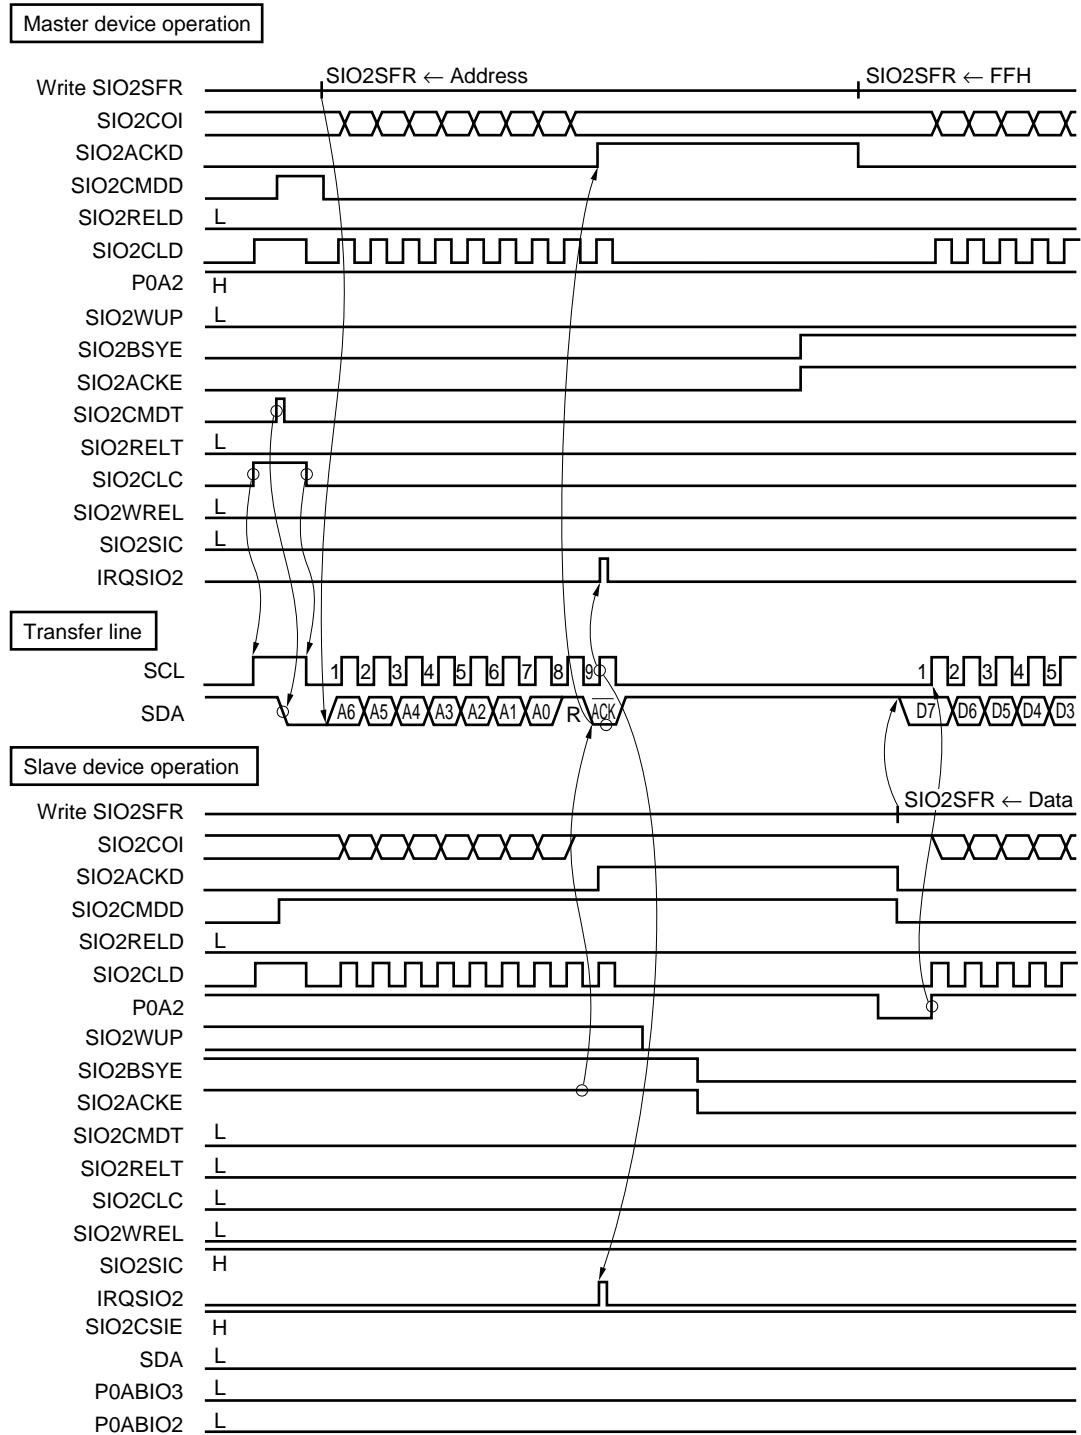 Master device operation
SIO2SFR ← Address SIO2SFR ← FFH
Write SIO2SFR
SIO2COI
SIO2ACKD
SIO2CMDD
SIO2RELD L
SIO2CLD
P0A2 H
SIO2WUP L
SIO2BSYE
SIO2ACKE
SIO2CMDT
SIO2RELT L
SIO2CLC
SIO2WREL L
SIO2SIC L
IRQSIO2
Transfer line
SCL 1 2 3 4 5 6 7 8 9 1 2 3 4 5
SDA A6 A5 A4 A3 A2 A1 A0 R ACK D7 D6 D5 D4 D3
Slave device operation
SIO2SFR ← Data
Write SIO2SFR
SIO2COI
SIO2ACKD
SIO2CMDD
SIO2RELD L
SIO2CLD
P0A2
SIO2WUP
SIO2BSYE
SIO2ACKE
SIO2CMDT L
SIO2RELT L
SIO2CLC L
SIO2WREL L
SIO2SIC H
IRQSIO2
SIO2CSIE H
SDA L
P0ABIO3 L
P0ABIO2 L